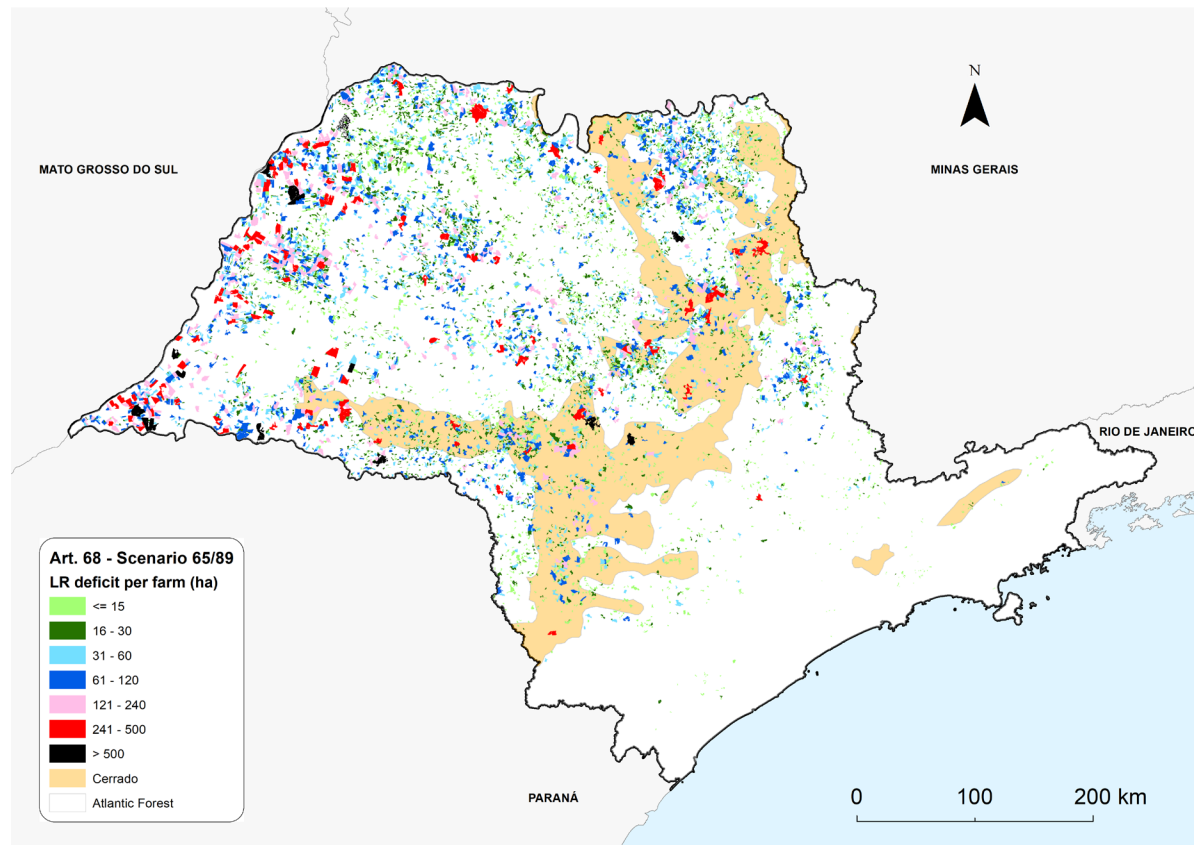 N
MATO GROSSO DO SUL
MINAS GERAIS
RIO DE JANEIRO
Art. 68 - Scenario 65/89
LR deficit per farm (ha)
<= 15
16 - 30
31 - 60
61 - 120
121 - 240
241 - 500
> 500
Cerrado
Atlantic Forest
PARANÁ
0 100 200 km